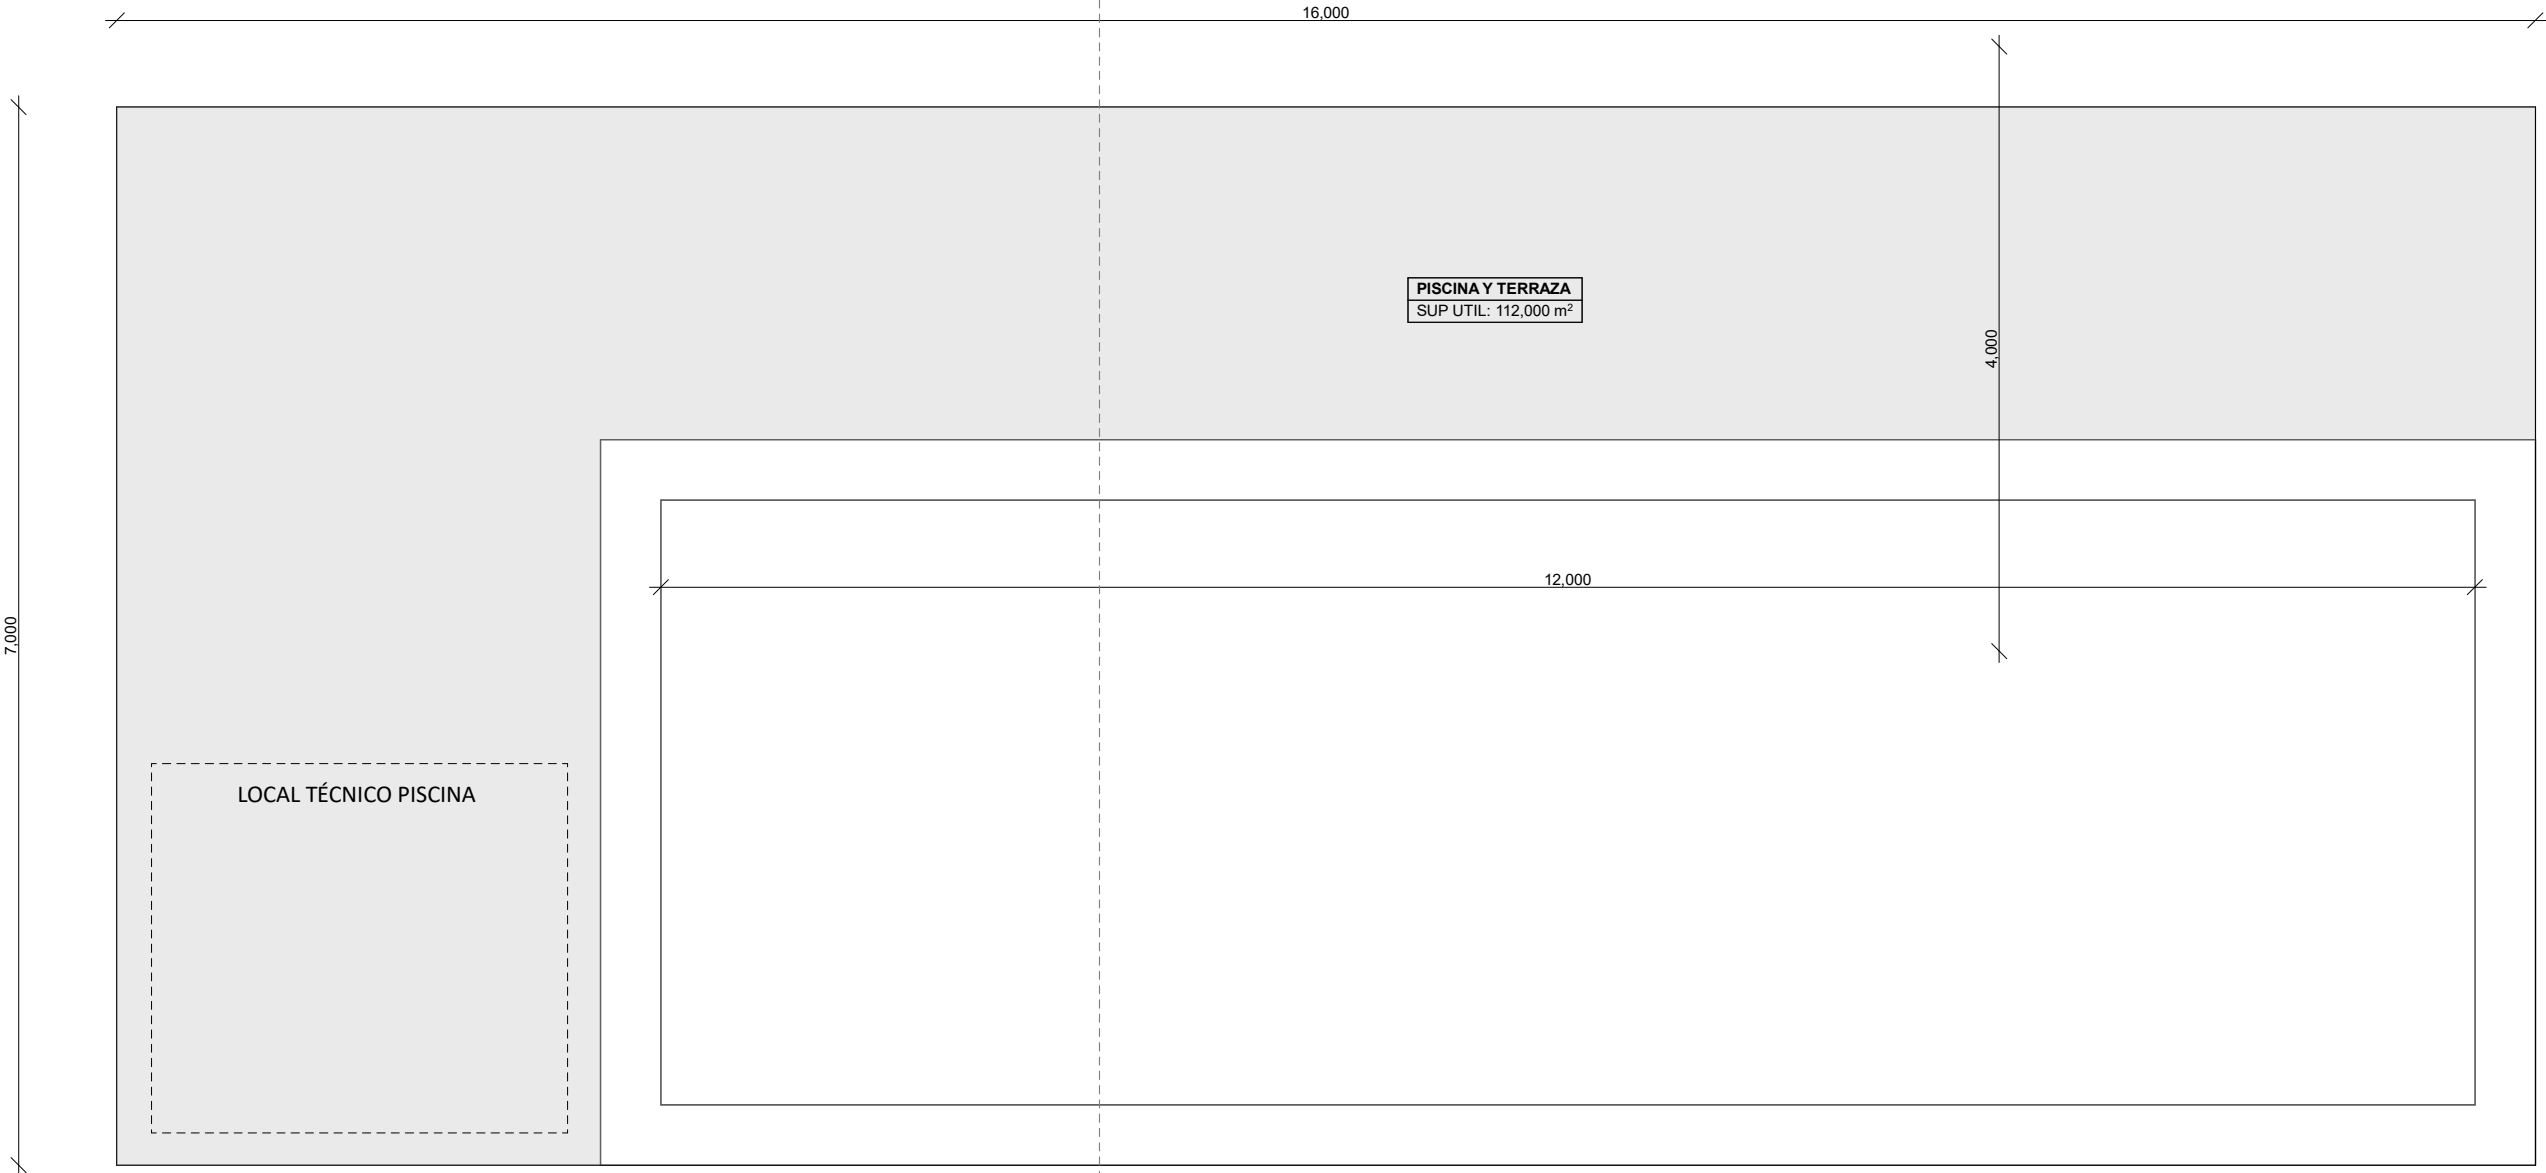 16,000
PISCINA Y TERRAZA
SUP UTIL: 112,000 m²
4,000
12,000
7,000
LOCAL TÉCNICO PISCINA